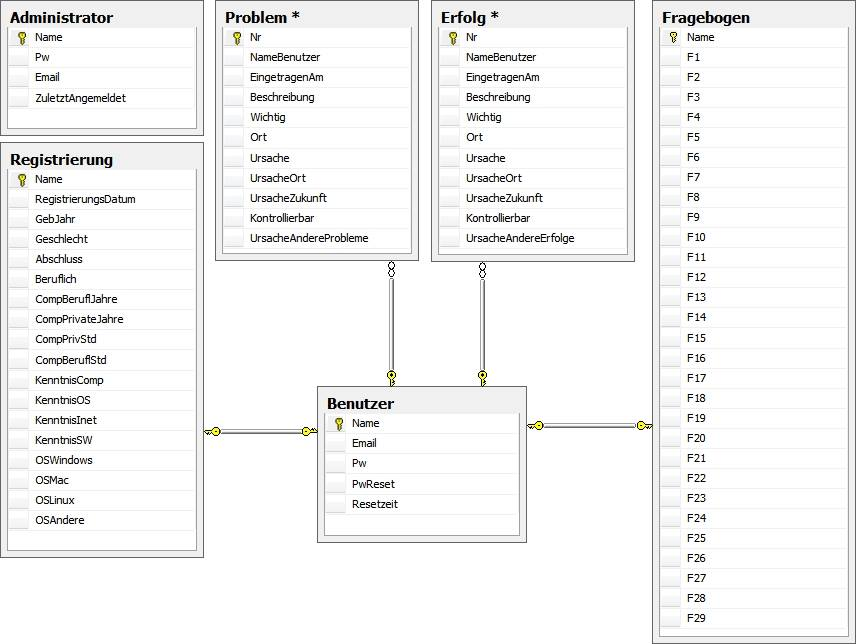 Administrator
Name
Pw
Email
ZuletztAngemeldet
Registrierung
Name
RegistrierungsDatum
GebJahr
Geschlecht
Abschluss
Beruflich
CompBeruflJahre
CompPrivateJahre
CompPrivStd
CompBeruflStd
KenntnisComp
KenntnisOS
KenntnisInet
KenntnisSW
OSWindows
OSMac
OSLinux
OSAndere
Problem *
Nr
NameBenutzer
EingetragenAm
Beschreibung
Wichtig
Ort
Ursache
UrsacheOrt
UrsacheZukunft
Kontrollierbar
UrsacheAndereProbleme
Erfolg *
Nr
NameBenutzer
EingetragenAm
Beschreibung
Wichtig
Ort
Ursache
UrsacheOrt
UrsacheZukunft
Kontrollierbar
UrsacheAndereErfolge
Benutzer
Name
Email
Pw
PwReset
Resetzeit
Fragebogen
Name
F1
F2
F3
F4
F5
F6
F7
F8
F9
F10
F11
F12
F13
F14
F15
F16
F17
F18
F19
F20
F21
F22
F23
F24
F25
F26
F27
F28
F29